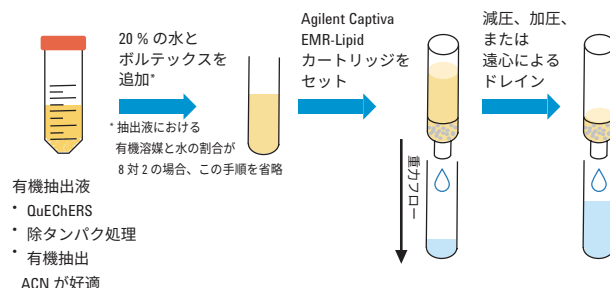 20 % の水と
ボルテックスを
追加*
* 抽出液における
有機溶媒と水の割合が
8 対 2 の場合、この手順を省略
Agilent Captiva
EMR-Lipid
カートリッジを
セット
減圧、加圧、
または
遠心による
ドレイン
重力フロー
有機抽出液
• QuEChERS
• 除タンパク処理
• 有機抽出
ACN が好適